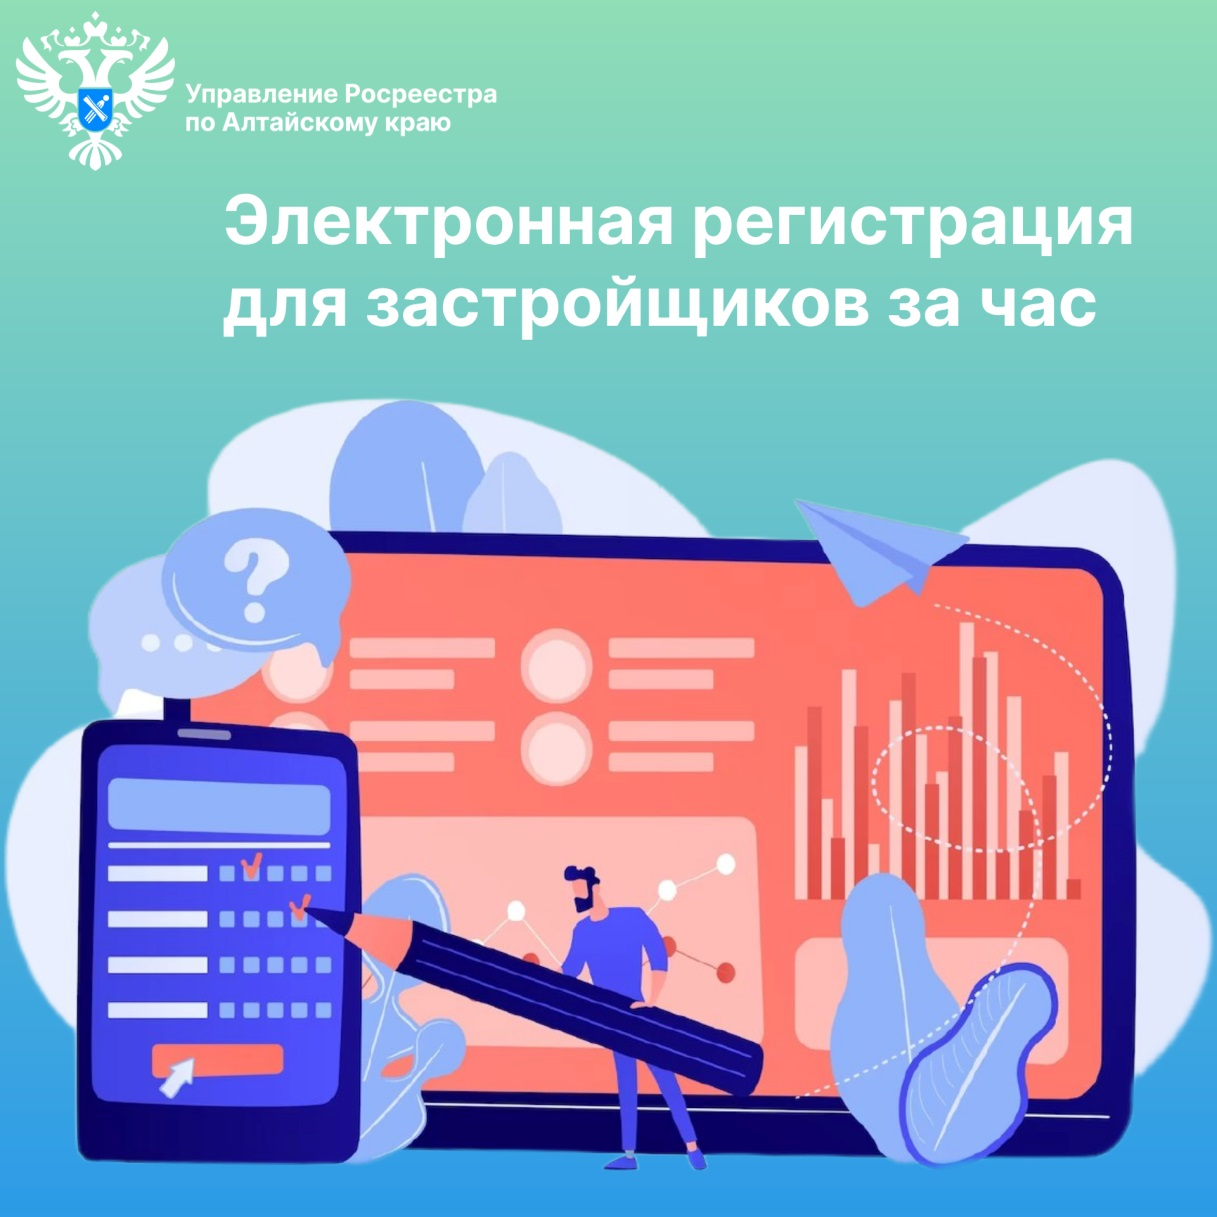 Управление Росреестра
по Алтайскому краю
Электронная регистрация
для застройщиков за час
?